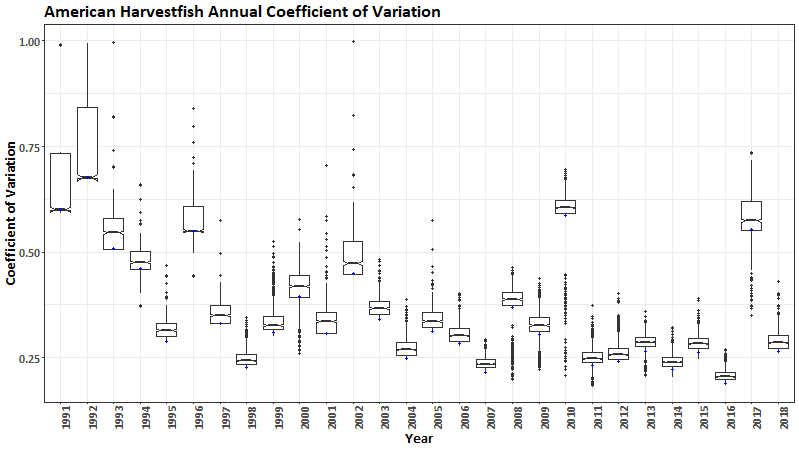 American Harvestfish Annual Coefficient of Variation
Coefficient of Variation
1.00
0.75
0.50
0.25
1991 1992 1993 1994 1995 1996 1997 1998 1999 2000 2001 2002 2003 2004 2005 2006 2007 2008 2009 2010 2011 2012 2013 2014 2015 2016 2017 2018
Year